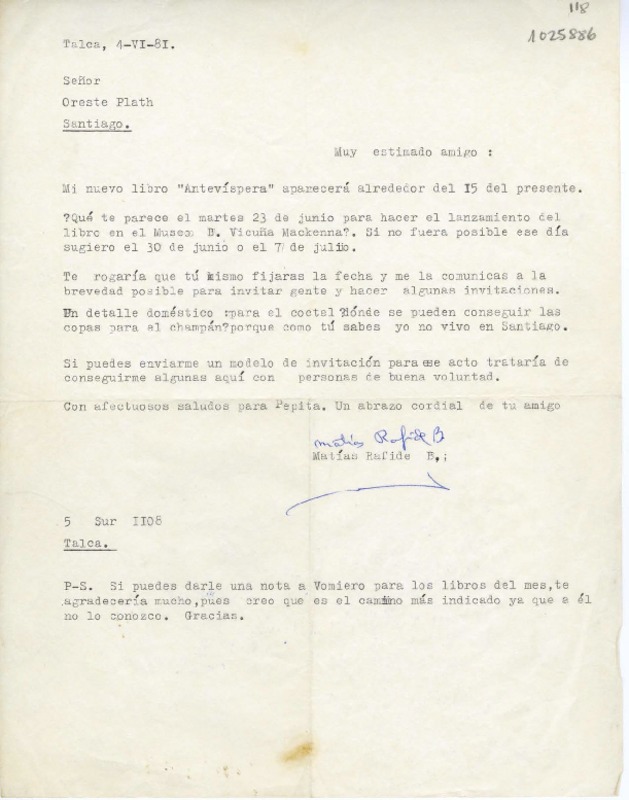 118
1025886
Talca, 4-VI-81.
Señor
Oreste Plath
Santiago.
Muy estimado amigo :
Mi nuevo libro "Antevíspera" aparecerá alrededor del I5 del presente.
?Qué te parece el martes 23 de junio para hacer el lanzamiento del
libro en el Museo B. Vicuña Mackenna?. Si no fuera posible ese día
sugiero el 30 de junio o el 7 de julio.
Te rogaría que tú mismo fijaras la fecha y me la comunicas a la
brevedad posible para invitar gente y hacer algunas invitaciones.
Un detalle doméstico :para el coctel ?dónde se pueden conseguir las
copas para el champán?porque como tú sabes yo no vivo en Santiago.
Si puedes enviarme un modelo de invitación para ese acto trataría de
conseguirme algunas aquí con personas de buena voluntad.
Con afectuosos saludos para Pepita. Un abrazo cordial de tu amigo
Matías Rafide B
Matías Rafide B,;
5 Sur II08
Talca.
P-S. Si puedes darle una nota a Vomiero para los libros del mes,te
agradecería mucho,pues creo que es el camino más indicado ya que a él
no lo conozco. Gracias.